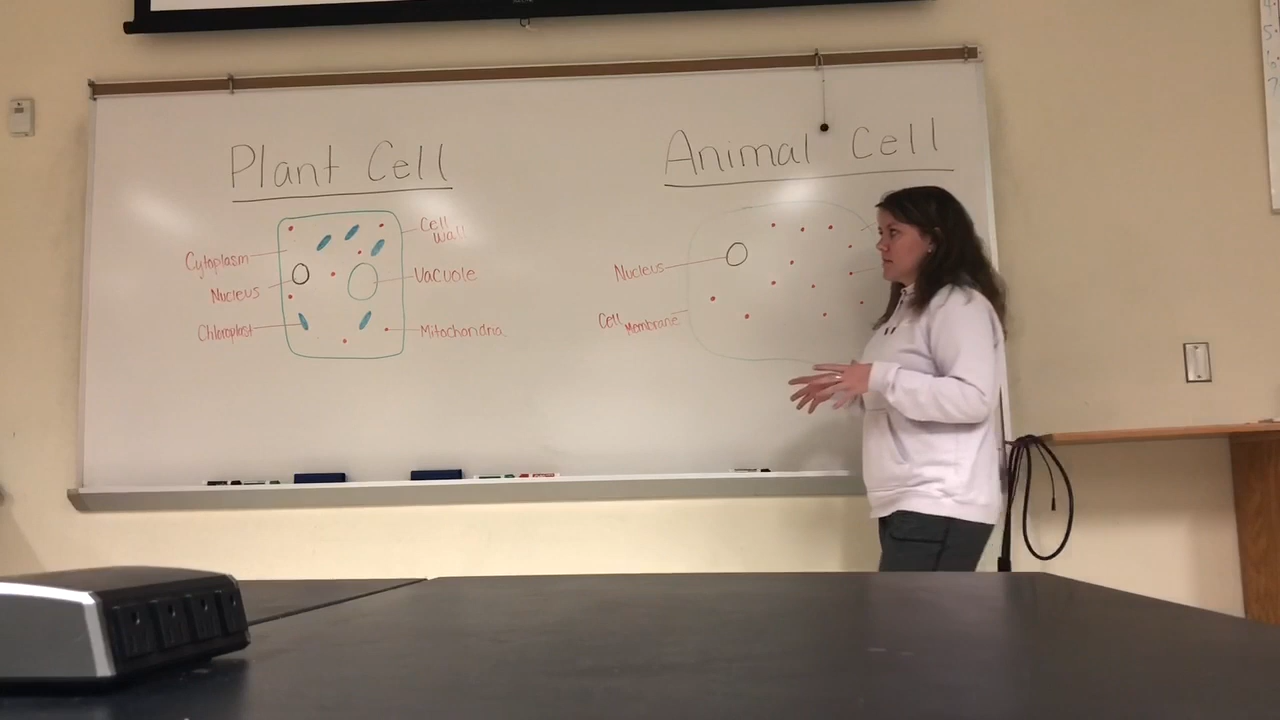 Plant Cell
Cytoplasm
Nucleus
Chloroplast
Cell
Wall
Vacuole
Mitochondria
Animal Cell
Nucleus
Cell
Membrane